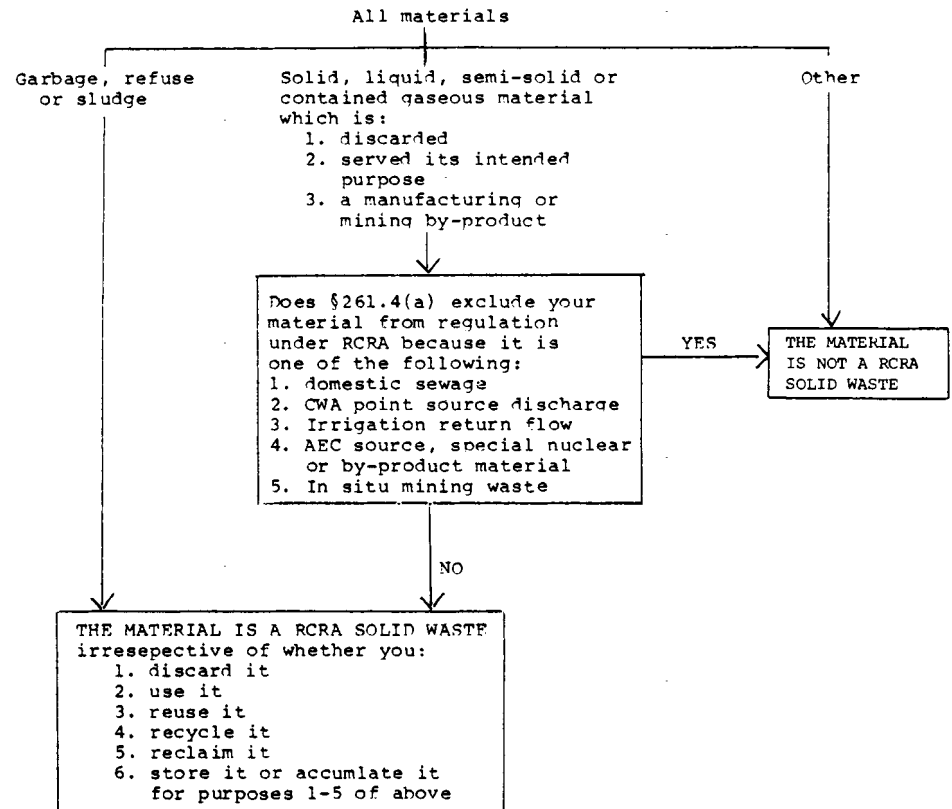 All materials
Garbage, refuse
or sludge
Solid, liquid, semi-solid or
contained gaseous material
which is:
1. discarded
2. served its intended
purpose
3. a manufacturing or
mining by-product
Other
Does §261.4(a) exclude your
material from regulation
under RCRA because it is
one of the following:
1. domestic sewage
2. CWA point source discharge
3. Irrigation return flow
4. AEC source, special nuclear
or by-product material
5. In situ mining waste
YES
THE MATERIAL
IS NOT A RCRA
SOLID WASTE
NO
THE MATERIAL IS A RCRA SOLID WASTE
irresepective of whether you:
1. discard it
2. use it
3. reuse it
4. recycle it
5. reclaim it
6. store it or accumlate it
for purposes 1-5 of above